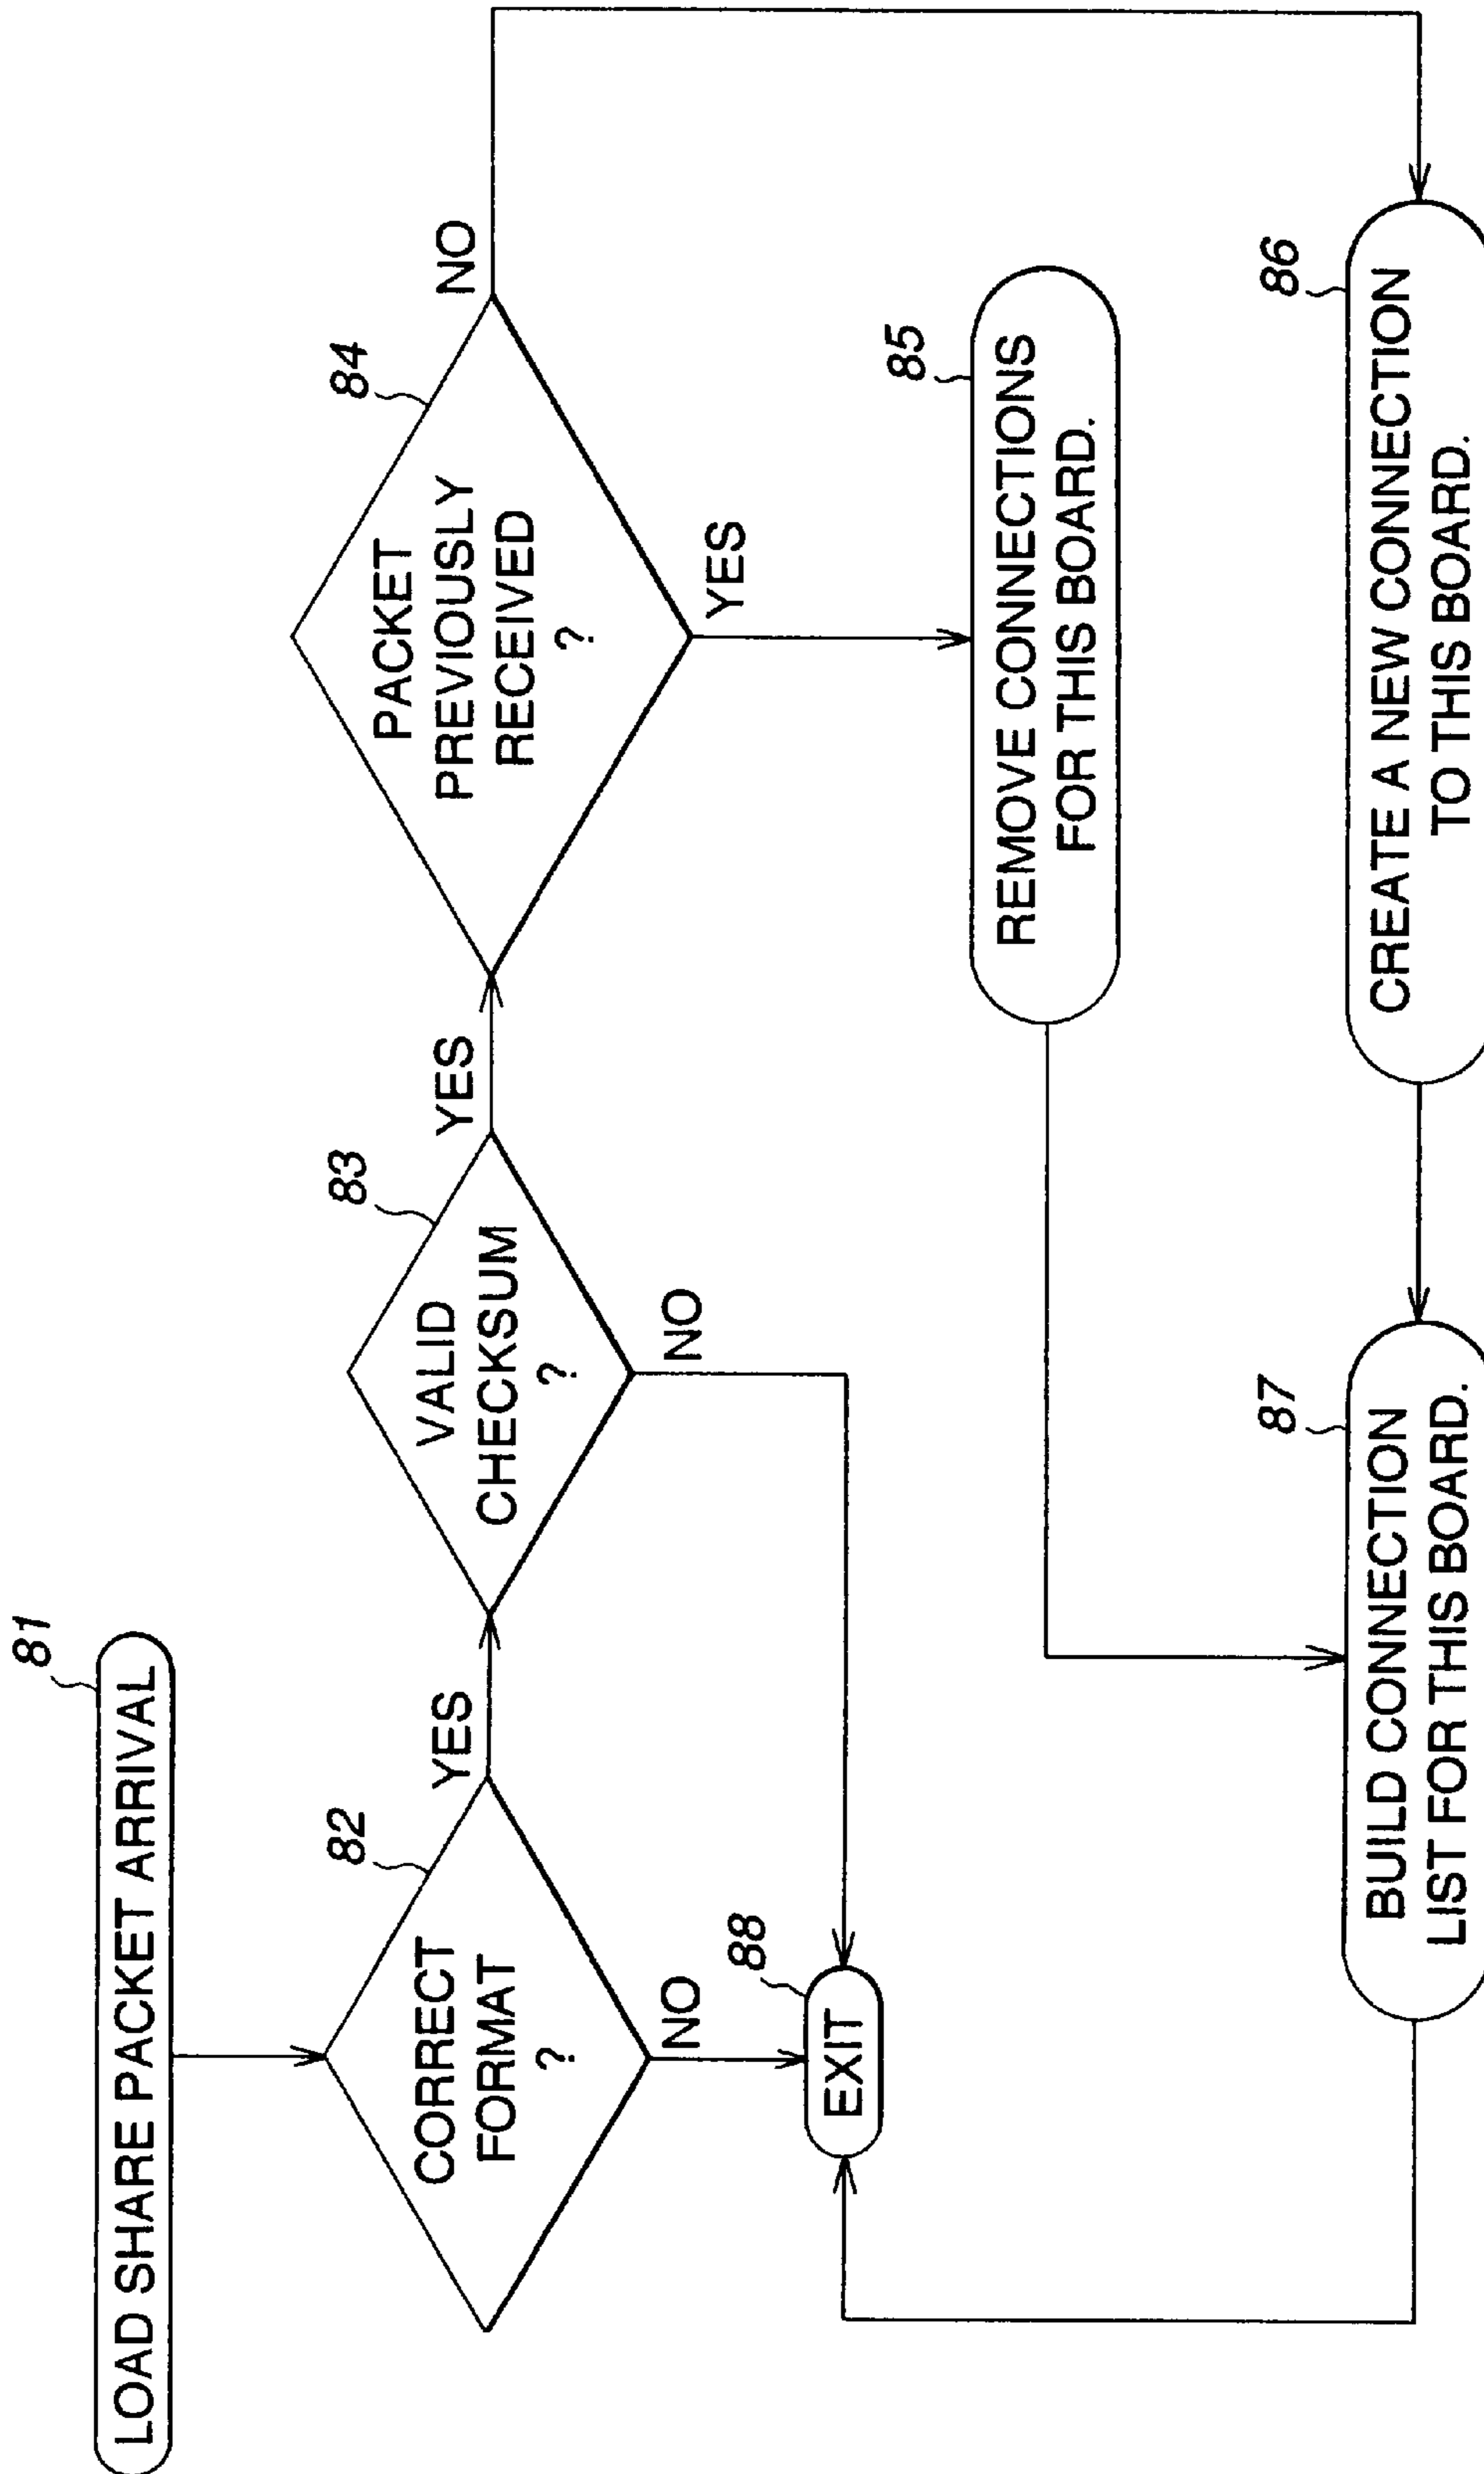 81
LOAD SHARE PACKET ARRIVAL
82
CORRECT
FORMAT
?
YES
NO
83
VALID
CHECKSUM
?
YES
NO
84
PACKET
PREVIOUSLY
RECEIVED
?
NO
YES
88
EXIT
85
REMOVE CONNECTIONS
FOR THIS BOARD.
87
BUILD CONNECTION
LIST FOR THIS BOARD.
86
CREATE A NEW CONNECTION
TO THIS BOARD.